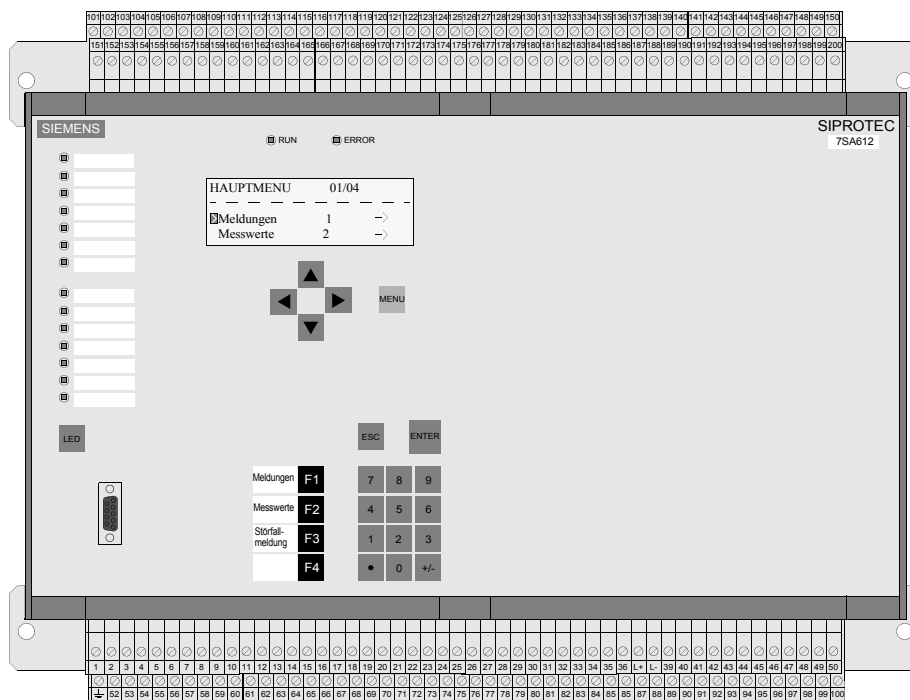 101 102 103 104 105 106 107 108 109 110 111 112 113 114 115 116 117 118 119 120 121 122 123 124 125 126 127 128 129 130 131 132 133 134 135 136 137 138 139 140 141 142 143 144 145 146 147 148 149 150
151 152 153 154 155 156 157 158 159 160 161 162 163 164 165 166 167 168 169 170 171 172 173 174 175 176 177 178 179 180 181 182 183 184 185 186 187 188 189 190 191 192 193 194 195 196 197 198 199 200
SIEMENS
SIPROTEC
7SA612
RUN ERROR
HAUPTMENU 01/04
Meldungen 1
Messwerte 2
MENU
LED
ESC ENTER
Meldungen F1 7 8 9
Messwerte F2 4 5 6
Störfall-
meldung F3 1 2 3
F4 • 0 +/-
1 2 3 4 5 6 7 8 9 10 11 12 13 14 15 16 17 18 19 20 21 22 23 24 25 26 27 28 29 30 31 32 33 34 35 36 L+ L- 39 40 41 42 43 44 45 46 47 48 49 50
52 53 54 55 56 57 58 59 60 61 62 63 64 65 66 67 68 69 70 71 72 73 74 75 76 77 78 79 80 81 82 83 84 85 85 87 88 89 90 91 92 93 94 95 96 97 98 99 100